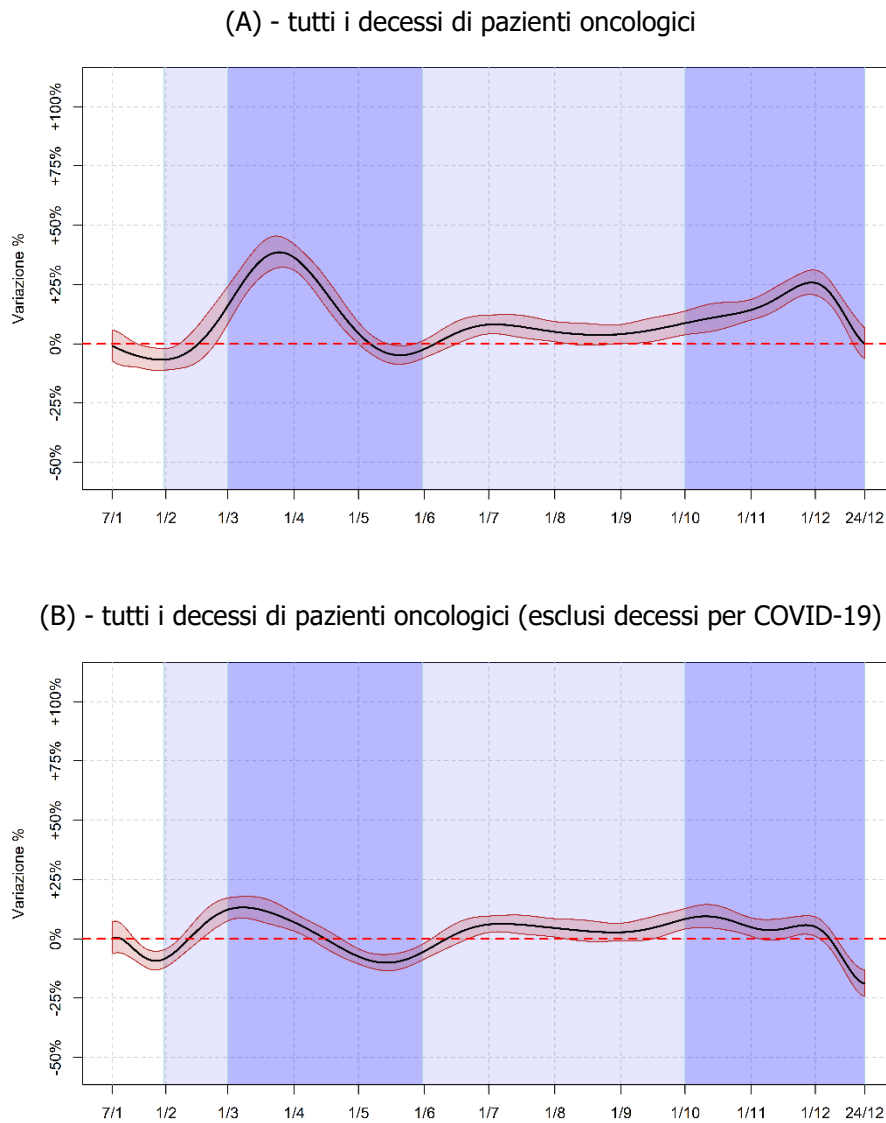 (A) - tutti i decessi di pazienti oncologici
Variazione %
+100%
+75%
+50%
+25%
0%
-25%
-50%
7/1 1/2 1/3 1/4 1/5 1/6 1/7 1/8 1/9 1/10 1/11 1/12 24/12
(B) - tutti i decessi di pazienti oncologici (esclusi decessi per COVID-19)
Variazione %
+100%
+75%
+50%
+25%
0%
-25%
-50%
7/1 1/2 1/3 1/4 1/5 1/6 1/7 1/8 1/9 1/10 1/11 1/12 24/12